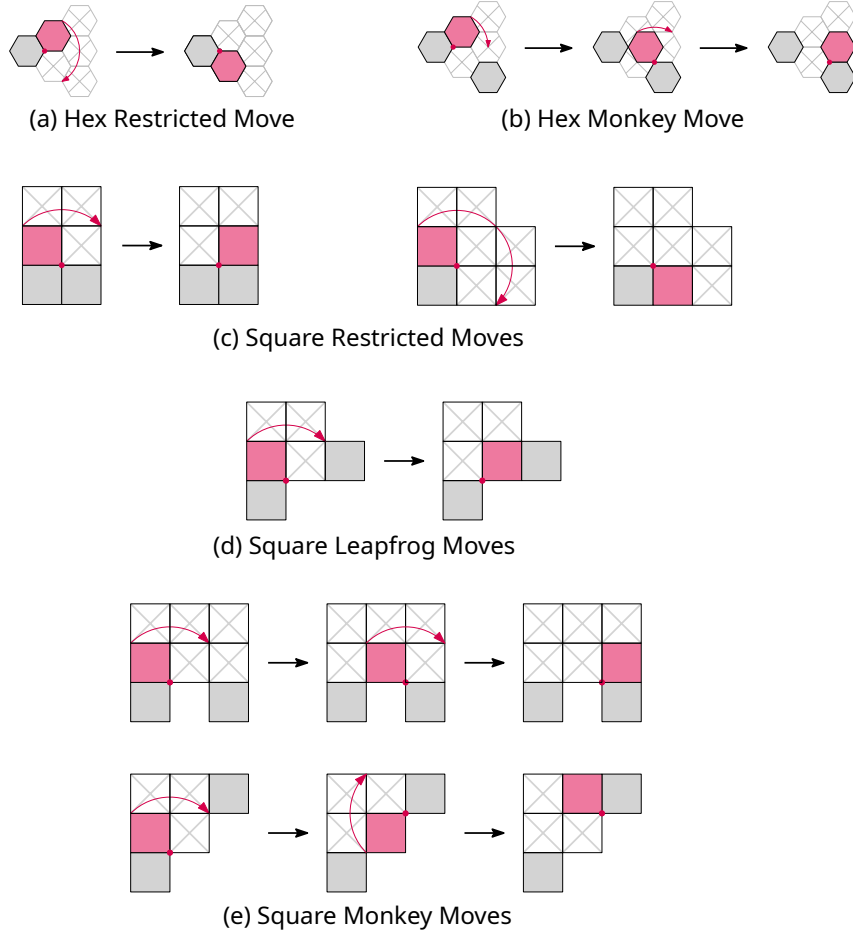 (a) Hex Restricted Move
(b) Hex Monkey Move
(c) Square Restricted Moves
(d) Square Leapfrog Moves
(e) Square Monkey Moves